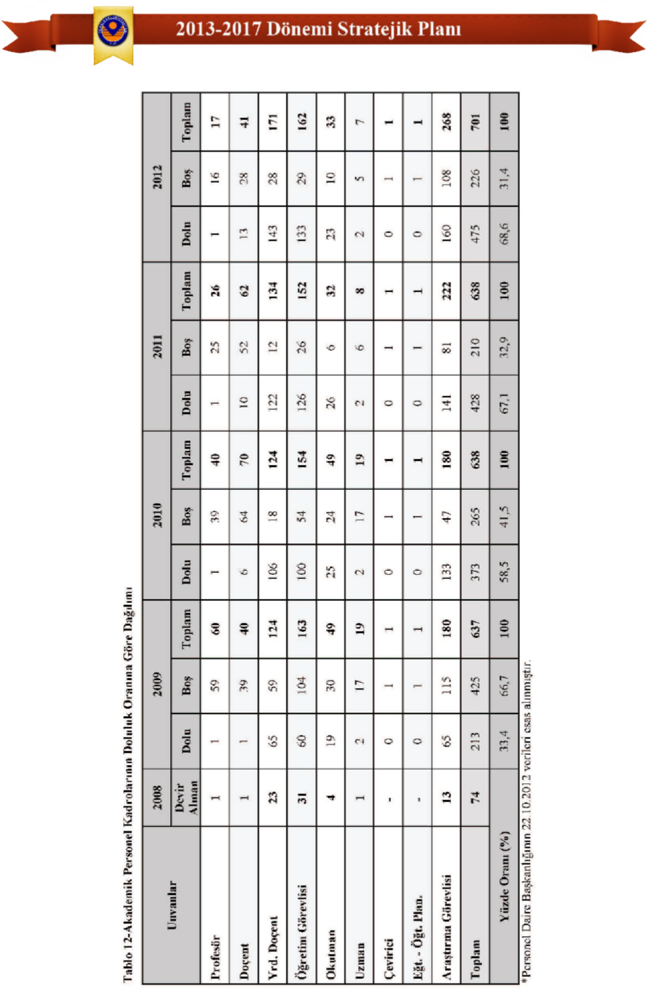 2013-2017 Dönemi Stratejik Planı
Tablo 12-Akademik Personel Kadrolarının Doluluk Oranına Göre Dağılımı
Unvanlar 2008 2009 2010 2011 2012
Devir Alınan Dolu Boş Toplam Dolu Boş Toplam Dolu Boş Toplam Dolu Boş Toplam
Profesör 1 1 59 60 1 39 40 1 25 26 1 16 17
Doçent 1 1 39 40 6 64 70 10 52 62 13 28 41
Yrd. Doçent 23 65 59 124 106 18 124 122 12 134 143 28 171
Öğretim Görevlisi 31 60 104 163 100 54 154 126 26 152 133 29 162
Okutman 4 19 30 49 25 24 49 26 6 32 23 10 33
Uzman 1 2 17 19 2 17 19 2 6 8 2 5 7
Çevirici - 0 1 1 0 1 1 0 1 1 0 1 1
Eğt. - Öğt. Plan. - 0 1 1 0 1 1 0 1 1 0 1 1
Araştırma Görevlisi 13 65 115 180 133 47 180 141 81 222 160 108 268
Toplam 74 213 425 637 373 265 638 428 210 638 475 226 701
Yüzde Oranı (%) 33,4 66,7 100 58,5 41,5 100 67,1 32,9 100 68,6 31,4 100
*Personel Daire Başkanlığının 22.10.2012 verileri esas alınmıştır.